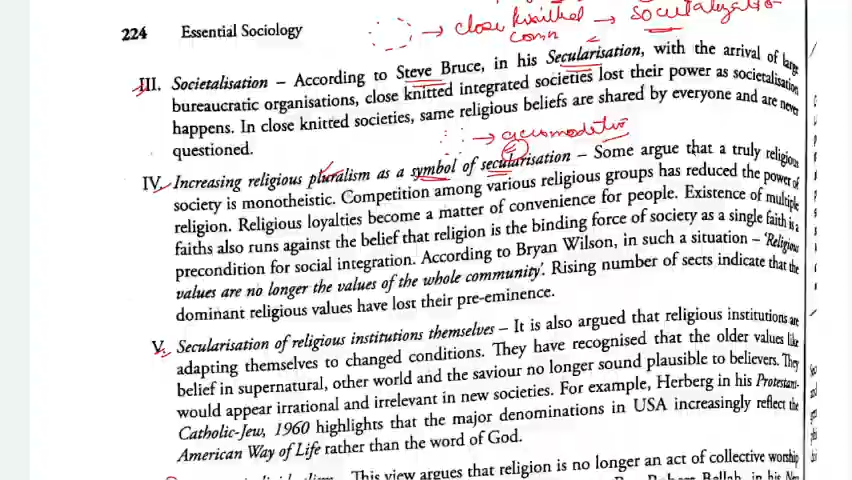 → close knitted → socutalyzatio
comn
224 Essential Sociology
III. Societalisation – According to Steve Bruce, in his Secularisation, with the arrival of large
bureaucratic organisations, close knitted integrated societies lost their power as societalisation
happens. In close knitted societies, same religious beliefs are shared by everyone and are never
questioned.
→
IV. Increasing religious pluralism as a symbol of secularisation – Some argue that a truly religious
society is monotheistic. Competition among various religious groups has reduced the power of
religion. Religious loyalties become a matter of convenience for people. Existence of multiple
faiths also runs against the belief that religion is the binding force of society as a single faith is a
precondition for social integration. According to Bryan Wilson, in such a situation – 'Religious
values are no longer the values of the whole community'. Rising number of sects indicate that the
dominant religious values have lost their pre-eminence.
V. Secularisation of religious institutions themselves – It is also argued that religious institutions are
adapting themselves to changed conditions. They have recognised that the older values like
belief in supernatural, other world and the saviour no longer sound plausible to believers. They
would appear irrational and irrelevant in new societies. For example, Herberg in his Protestant-
Catholic-Jew, 1960 highlights that the major denominations in USA increasingly reflect the
American Way of Life rather than the word of God.
This view argues that religion is no longer an act of collective worship
Robert Bellah, in his